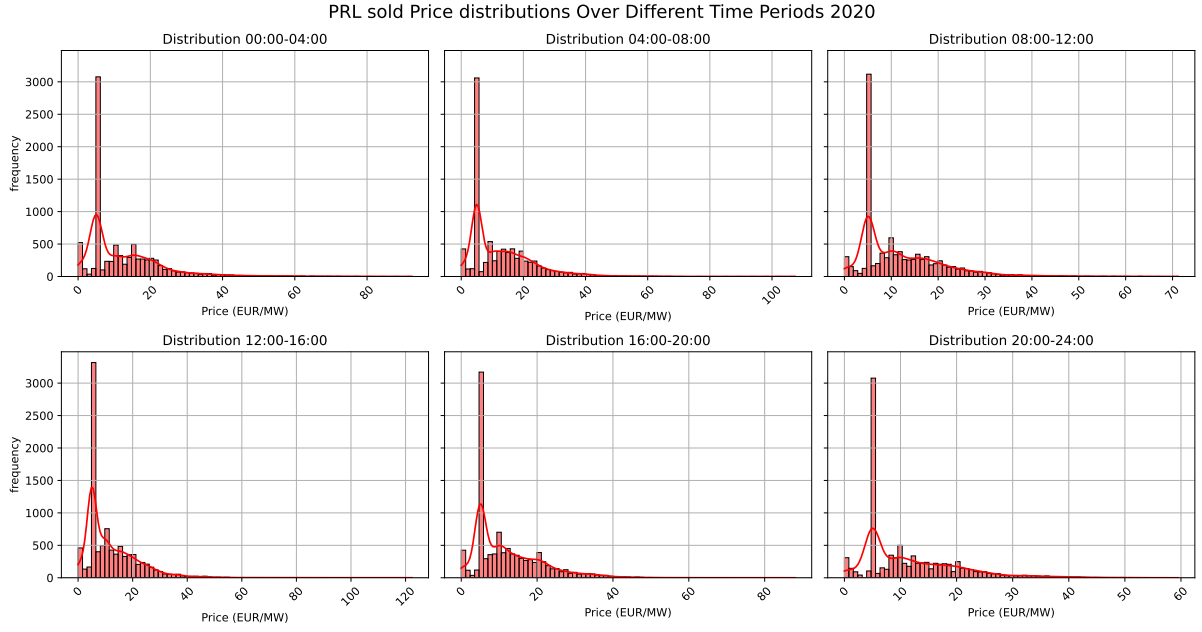 PRL sold Price distributions Over Different Time Periods 2020
Distribution 00:00-04:00
Distribution 04:00-08:00
Distribution 08:00-12:00
frequency
3000
2500
2000
1500
1000
500
0
0 20 40 60 80
0 20 40 60 80 100
0 10 20 30 40 50 60 70
Price (EUR/MW)
Price (EUR/MW)
Price (EUR/MW)
Distribution 12:00-16:00
Distribution 16:00-20:00
Distribution 20:00-24:00
frequency
3000
2500
2000
1500
1000
500
0
0 20 40 60 80 100 120
0 20 40 60 80
0 10 20 30 40 50 60
Price (EUR/MW)
Price (EUR/MW)
Price (EUR/MW)